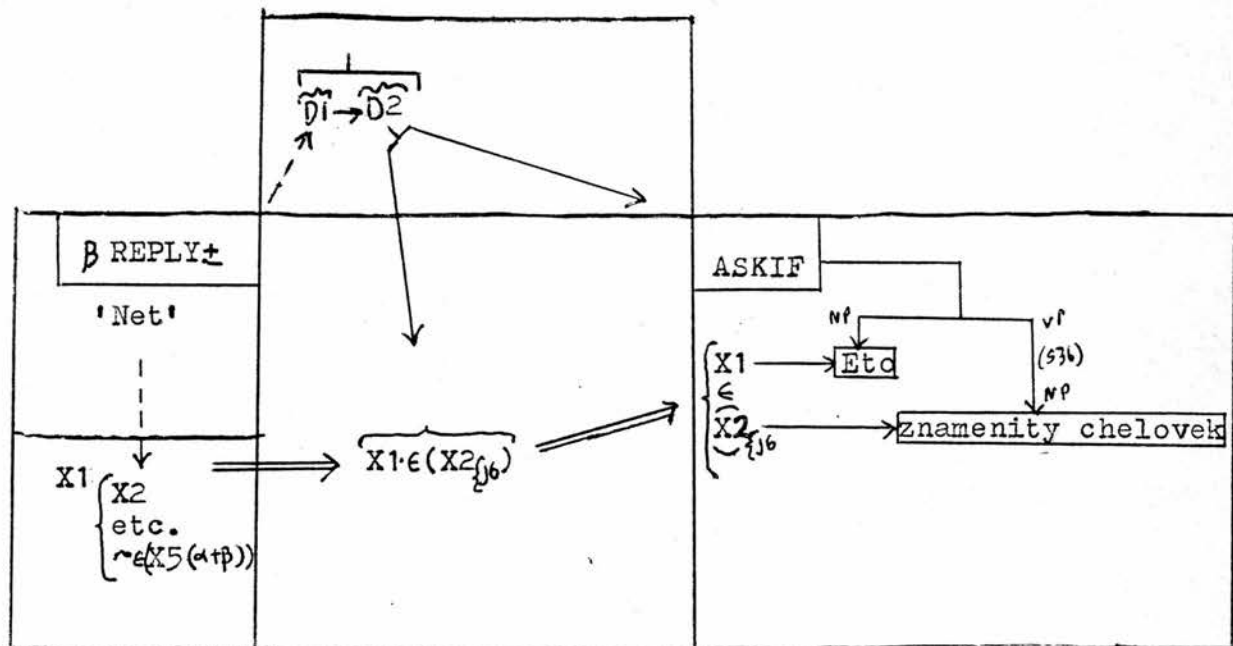 D1 → D2
β REPLY±
'Net'
X1
X2
etc.
~ϵ(X5(α+β))
X1·ϵ(X2{j6)
ASKIF
NP
VP
(S36)
X1
Etc
ϵ
NP
X2{j6
znamenity chelovek